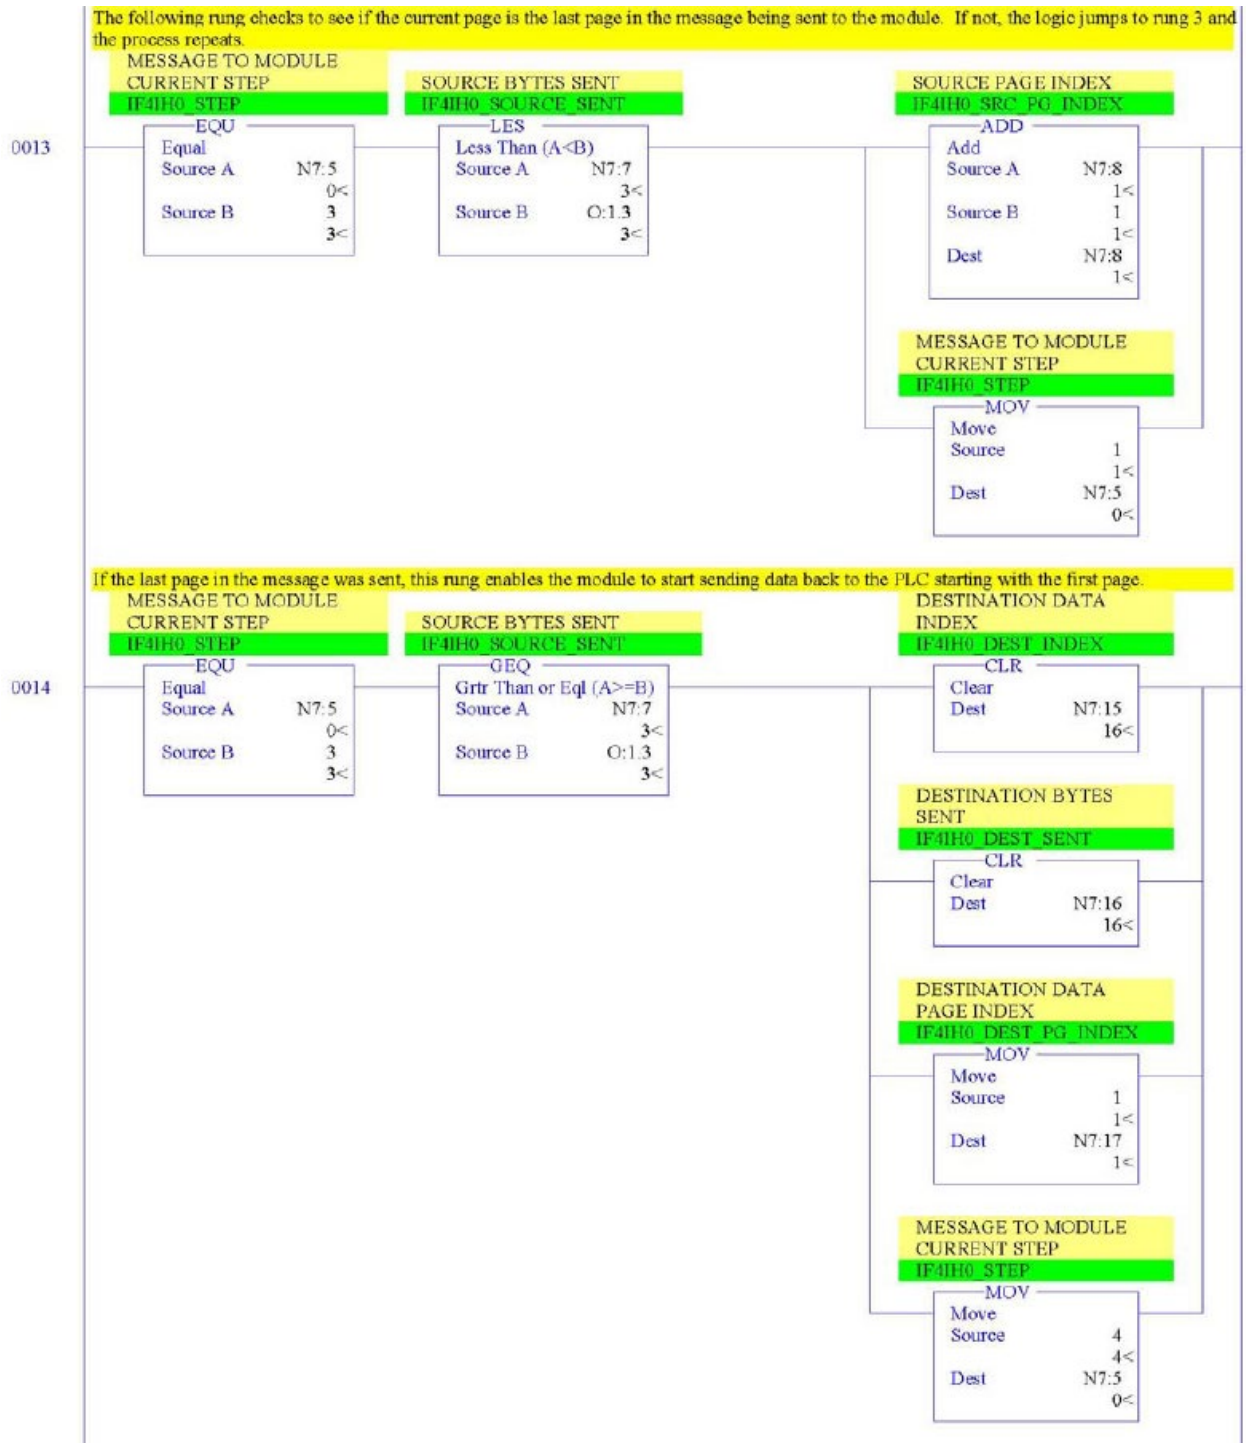 The following rung checks to see if the current page is the last page in the message being sent to the module. If not, the logic jumps to rung 3 and
the process repeats.
MESSAGE TO MODULE
CURRENT STEP
IF4IH0_STEP
EQU
Equal
Source A N7:5
0<
Source B 3
3<
SOURCE BYTES SENT
IF4IH0_SOURCE_SENT
LES
Less Than (A<B)
Source A N7:7
3<
Source B O:1.3
3<
SOURCE PAGE INDEX
IF4IH0_SRC_PG_INDEX
ADD
Add
Source A N7:8
1<
Source B 1
1<
Dest N7:8
1<
0013
MESSAGE TO MODULE
CURRENT STEP
IF4IH0_STEP
MOV
Move
Source 1
1<
Dest N7:5
0<
If the last page in the message was sent, this rung enables the module to start sending data back to the PLC starting with the first page.
MESSAGE TO MODULE
CURRENT STEP
IF4IH0_STEP
EQU
Equal
Source A N7:5
0<
Source B 3
3<
SOURCE BYTES SENT
IF4IH0_SOURCE_SENT
GEQ
Grtr Than or Eql (A>=B)
Source A N7:7
3<
Source B O:1.3
3<
DESTINATION DATA
INDEX
IF4IH0_DEST_INDEX
CLR
Clear
Dest N7:15
16<
0014
DESTINATION BYTES
SENT
IF4IH0_DEST_SENT
CLR
Clear
Dest N7:16
16<
DESTINATION DATA
PAGE INDEX
IF4IH0_DEST_PG_INDEX
MOV
Move
Source 1
1<
Dest N7:17
1<
MESSAGE TO MODULE
CURRENT STEP
IF4IH0_STEP
MOV
Move
Source 4
4<
Dest N7:5
0<